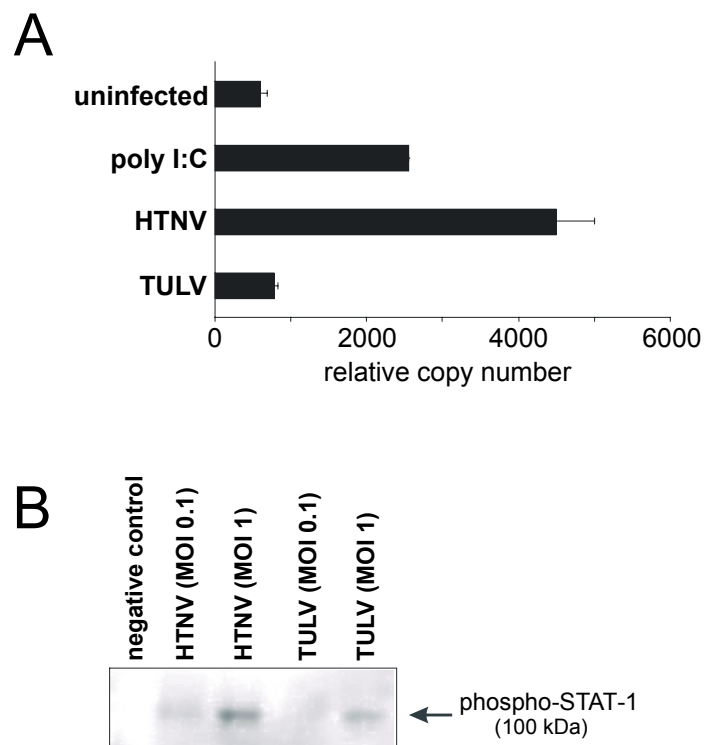 A
uninfected
poly I:C
HTNV
TULV
0 2000 4000 6000
relative copy number
B
negative control
HTNV (MOI 0.1)
HTNV (MOI 1)
TULV (MOI 0.1)
TULV (MOI 1)
phospho-STAT-1
(100 kDa)